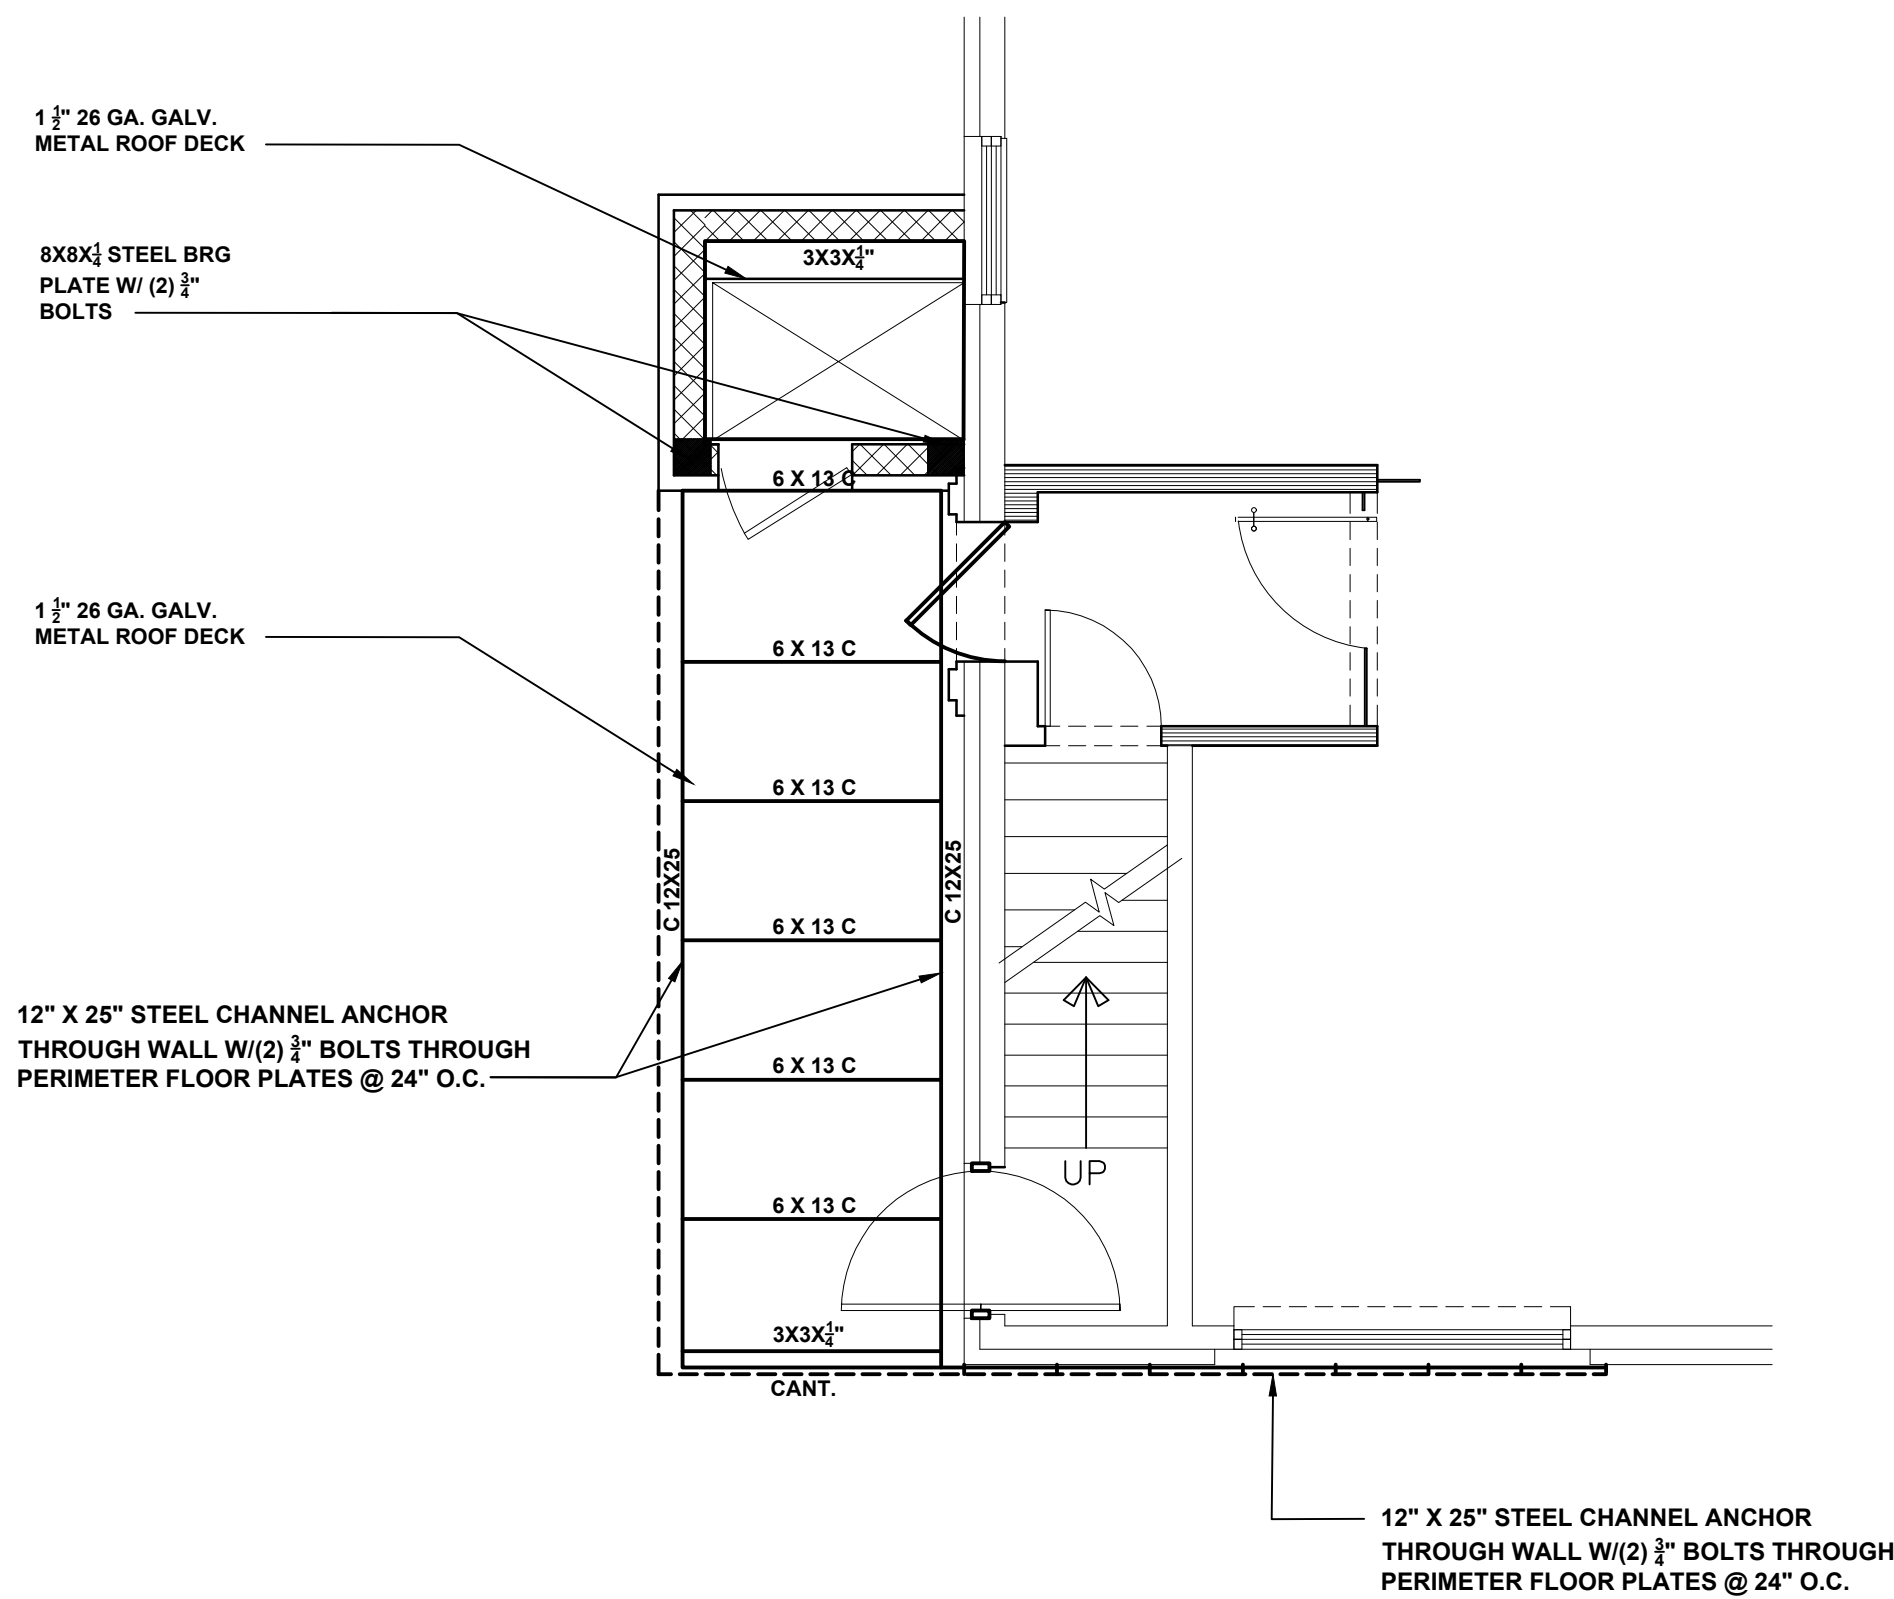 1 1/2" 26 GA. GALV.
METAL ROOF DECK
8X8X1/4 STEEL BRG
PLATE W/ (2) 3/4"
BOLTS
3X3X1/4"
6 X 13 C
1 1/2" 26 GA. GALV.
METAL ROOF DECK
6 X 13 C
6 X 13 C
C 12X25
C 12X25
6 X 13 C
12" X 25" STEEL CHANNEL ANCHOR
THROUGH WALL W/(2) 3/4" BOLTS THROUGH
PERIMETER FLOOR PLATES @ 24" O.C.
6 X 13 C
UP
6 X 13 C
3X3X1/4"
CANT.
12" X 25" STEEL CHANNEL ANCHOR
THROUGH WALL W/(2) 3/4" BOLTS THROUGH
PERIMETER FLOOR PLATES @ 24" O.C.